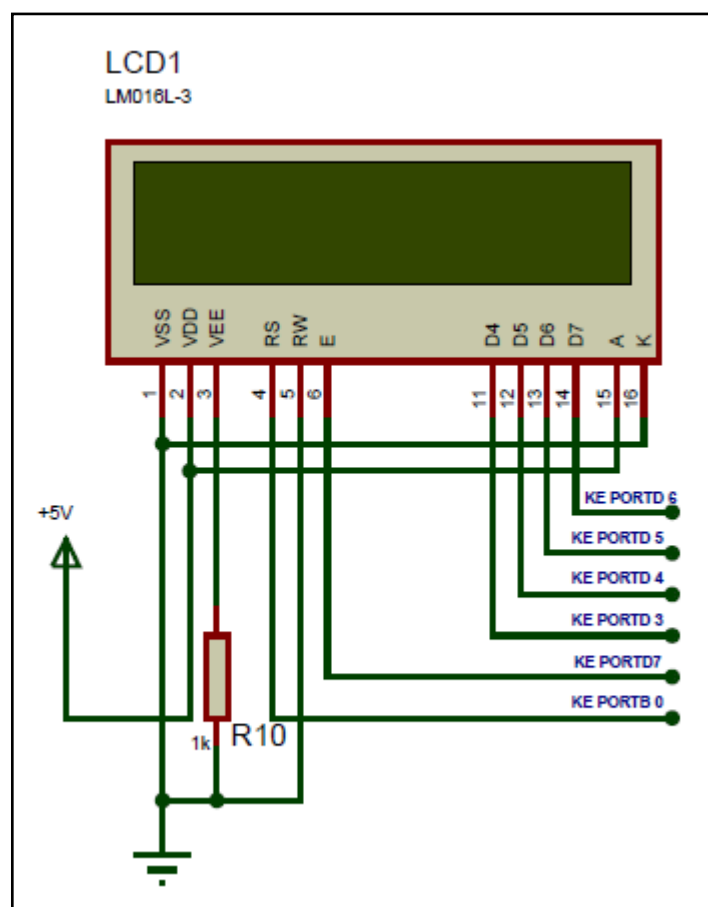 LCD1
LM016L-3
VSS
VDD
VEE
RS
RW
E
D4
D5
D6
D7
A
K
1
2
3
4
5
6
11
12
13
14
15
16
KE PORTD 6
+5V
KE PORTD 5
KE PORTD 4
KE PORTD 3
KE PORTD7
KE PORTB 0
R10
1k